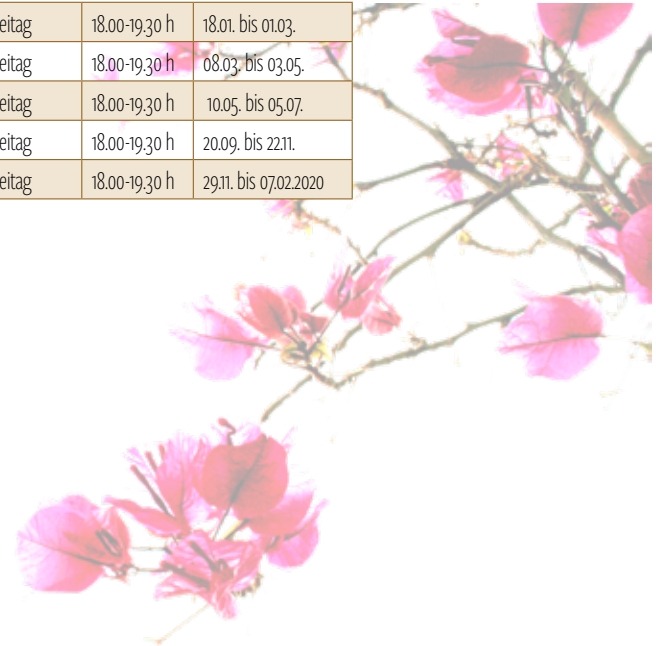 eitag 18.00-19.30 h 18.01. bis 01.03.
eitag 18.00-19.30 h 08.03. bis 03.05.
eitag 18.00-19.30 h 10.05. bis 05.07.
eitag 18.00-19.30 h 20.09. bis 22.11.
eitag 18.00-19.30 h 29.11. bis 07.02.2020